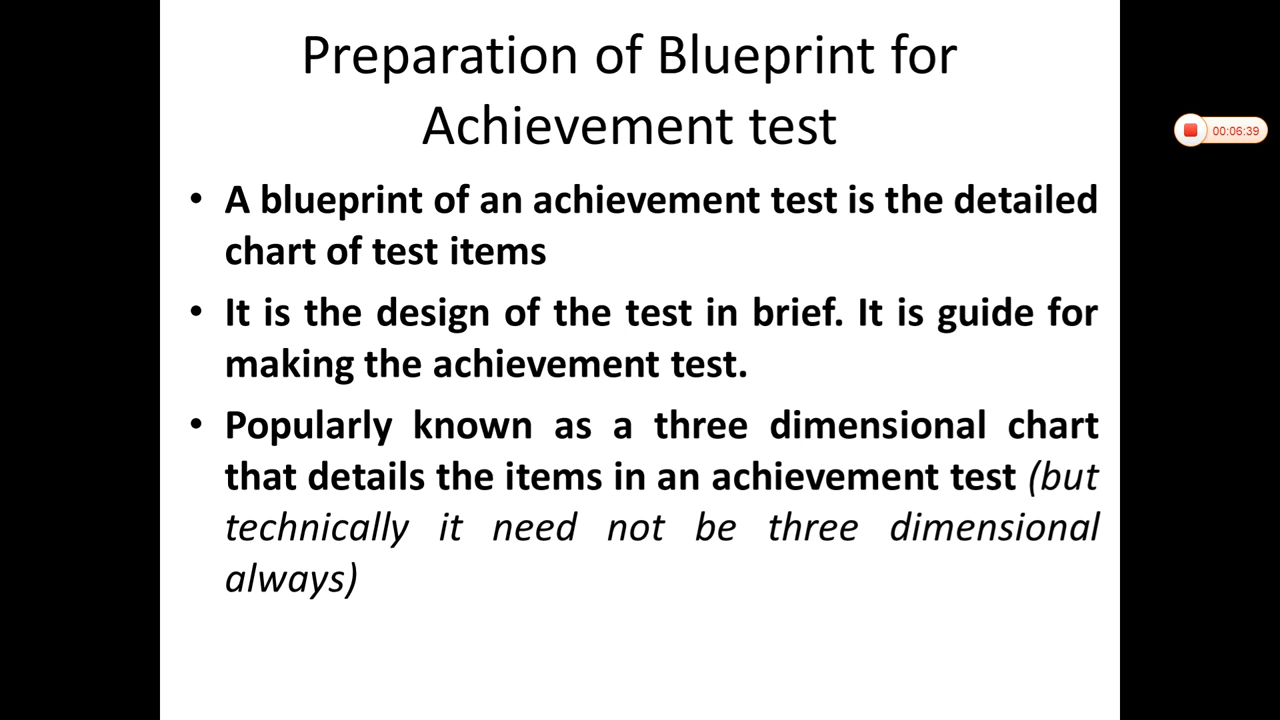 Preparation of Blueprint for
Achievement test
• A blueprint of an achievement test is the detailed
chart of test items
• It is the design of the test in brief. It is guide for
making the achievement test.
• Popularly known as a three dimensional chart
that details the items in an achievement test (but
technically it need not be three dimensional
always)
00:06:39